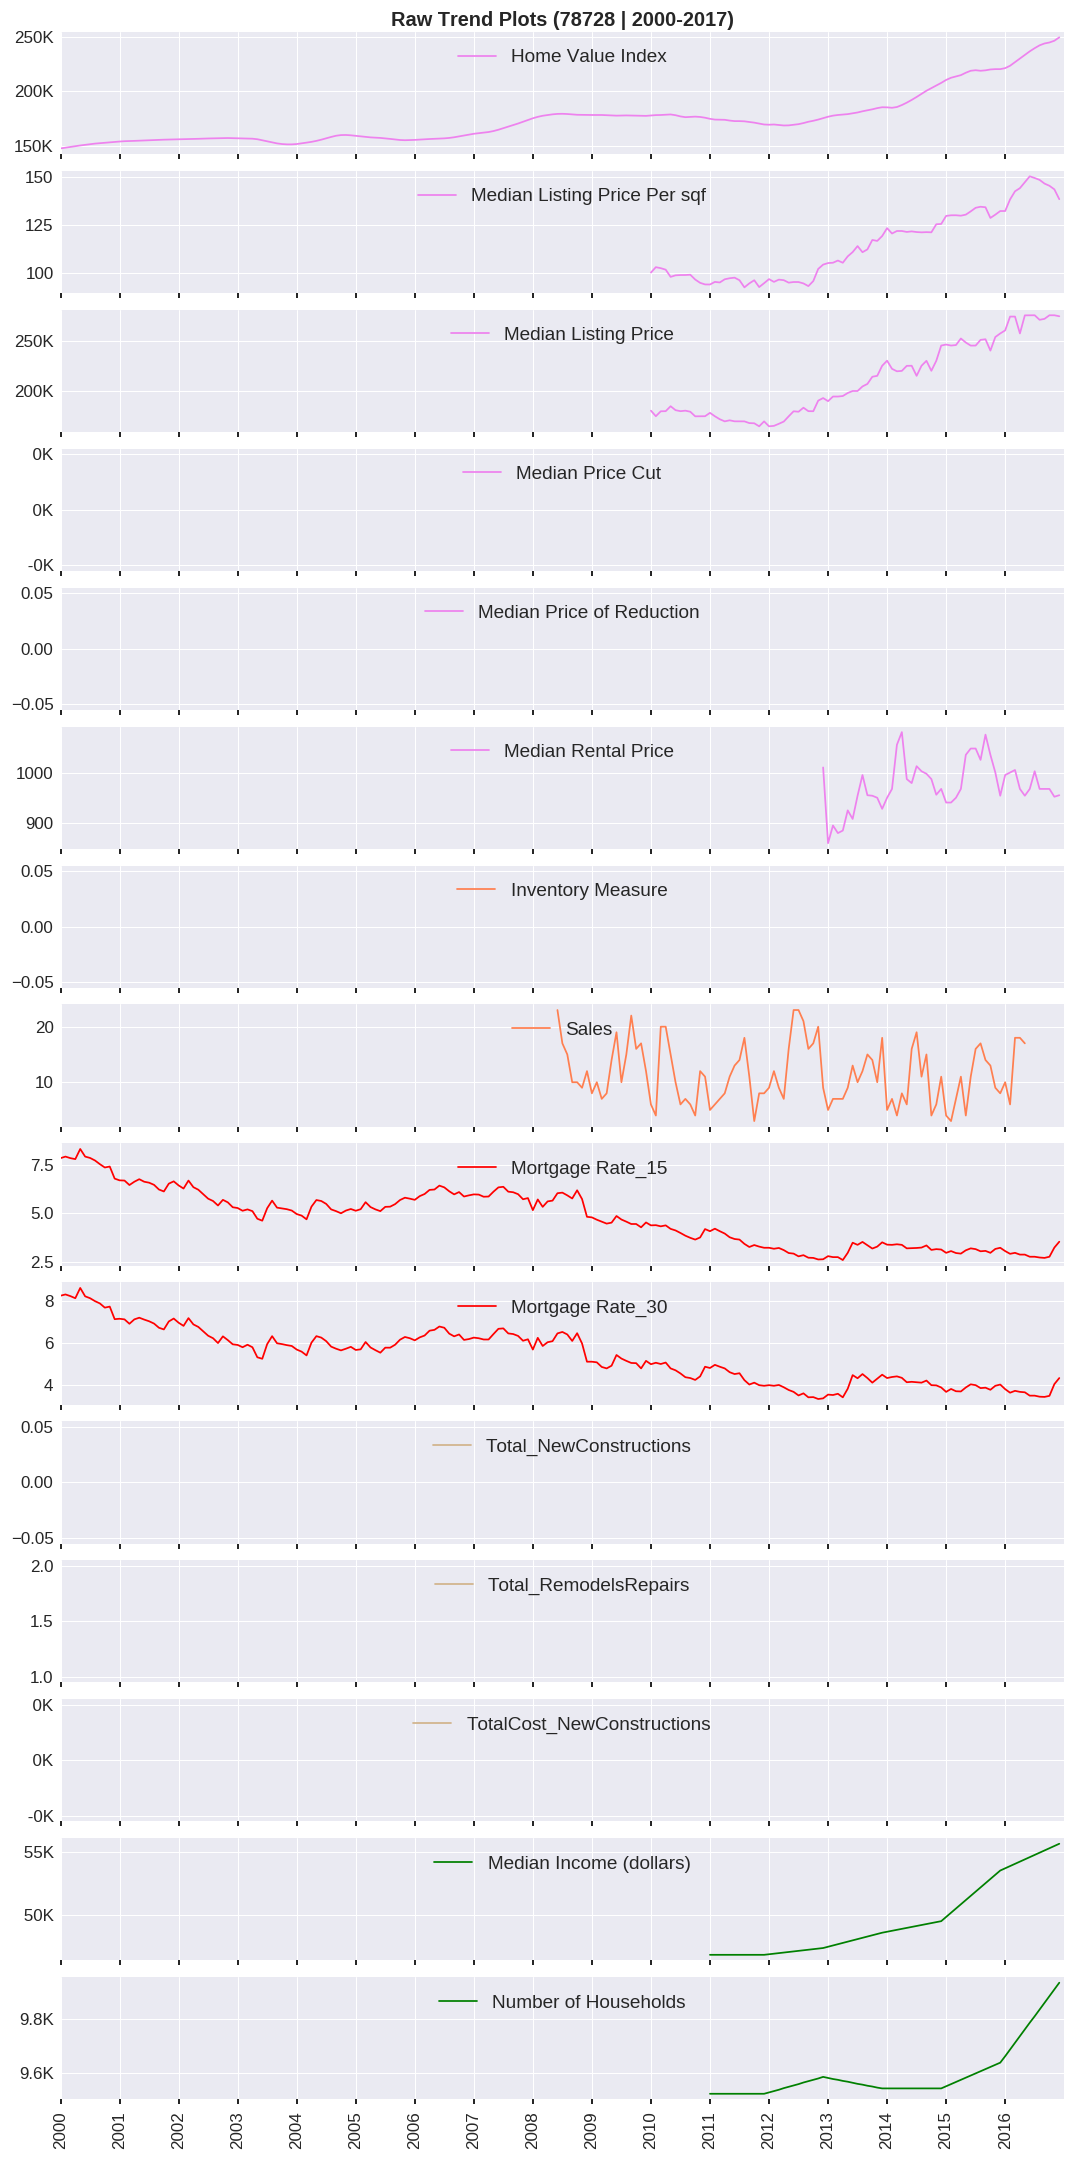 Raw Trend Plots (78728 | 2000-2017)
250K
Home Value Index
200K
150K
150
Median Listing Price Per sqf
125
100
Median Listing Price
250K
200K
0K
Median Price Cut
0K
-0K
0.05
Median Price of Reduction
0.00
−0.05
Median Rental Price
1000
900
0.05
Inventory Measure
0.00
−0.05
20
Sales
10
7.5
Mortgage Rate_15
5.0
2.5
8
Mortgage Rate_30
6
4
0.05
Total_NewConstructions
0.00
−0.05
2.0
Total_RemodelsRepairs
1.5
1.0
0K
TotalCost_NewConstructions
0K
-0K
55K
Median Income (dollars)
50K
Number of Households
9.8K
9.6K
2000 2001 2002 2003 2004 2005 2006 2007 2008 2009 2010 2011 2012 2013 2014 2015 2016